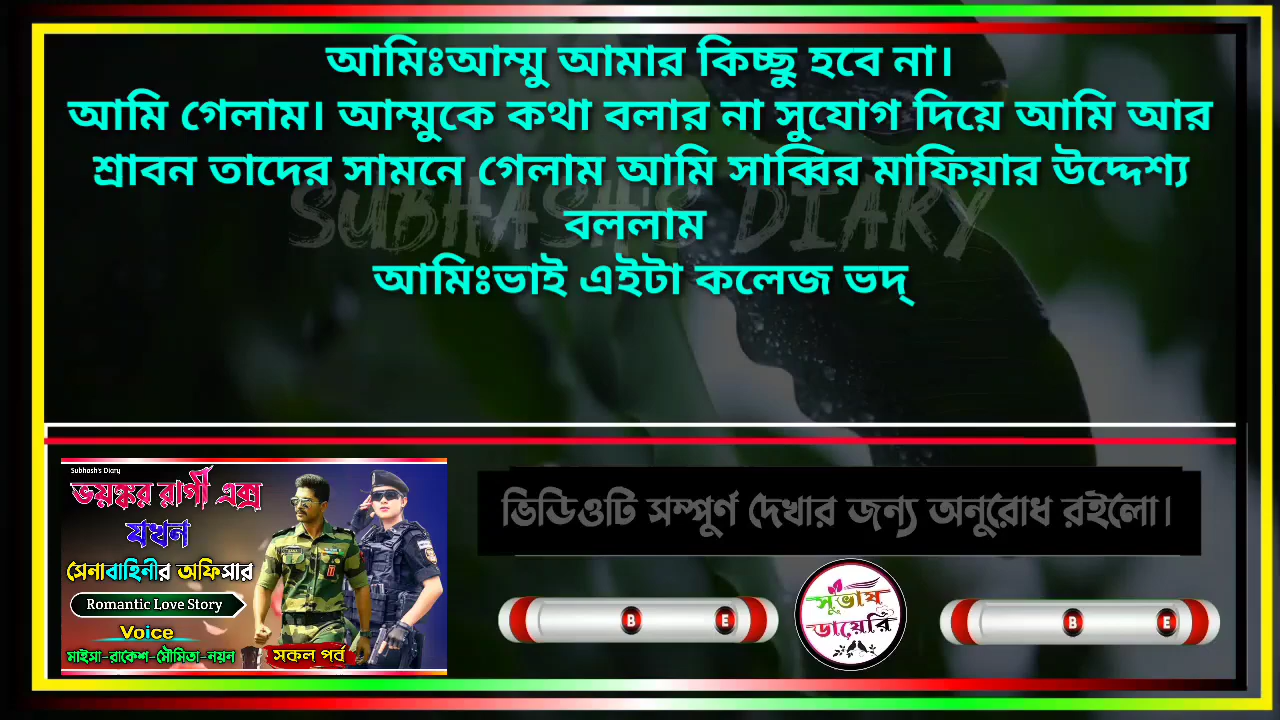 আমিঃআম্মু আমার কিচ্ছু হবে না।
আমি গেলাম। আম্মুকে কথা বলার না সুযোগ দিয়ে আমি আর
শ্রাবন তাদের সামনে গেলাম আমি সাব্বির মাফিয়ার উদ্দেশ্য
বললাম
আমিঃভাই এইটা কলেজ ভদ্
SUBHASH'S DIARY
Subhash's Diary
ভয়ঙ্কর রাগী এক্স
যখন
সেনাবাহিনীর অফিসার
Romantic Love Story
Voice
মাইসা-রাকেশ-মৌমিতা-নয়ন
সকল পর্ব
ভিডিওটি সম্পুর্ণ দেখার জন্য অনুরোধ রইলো।
B E
সুভাষ
ডায়েরি
B E